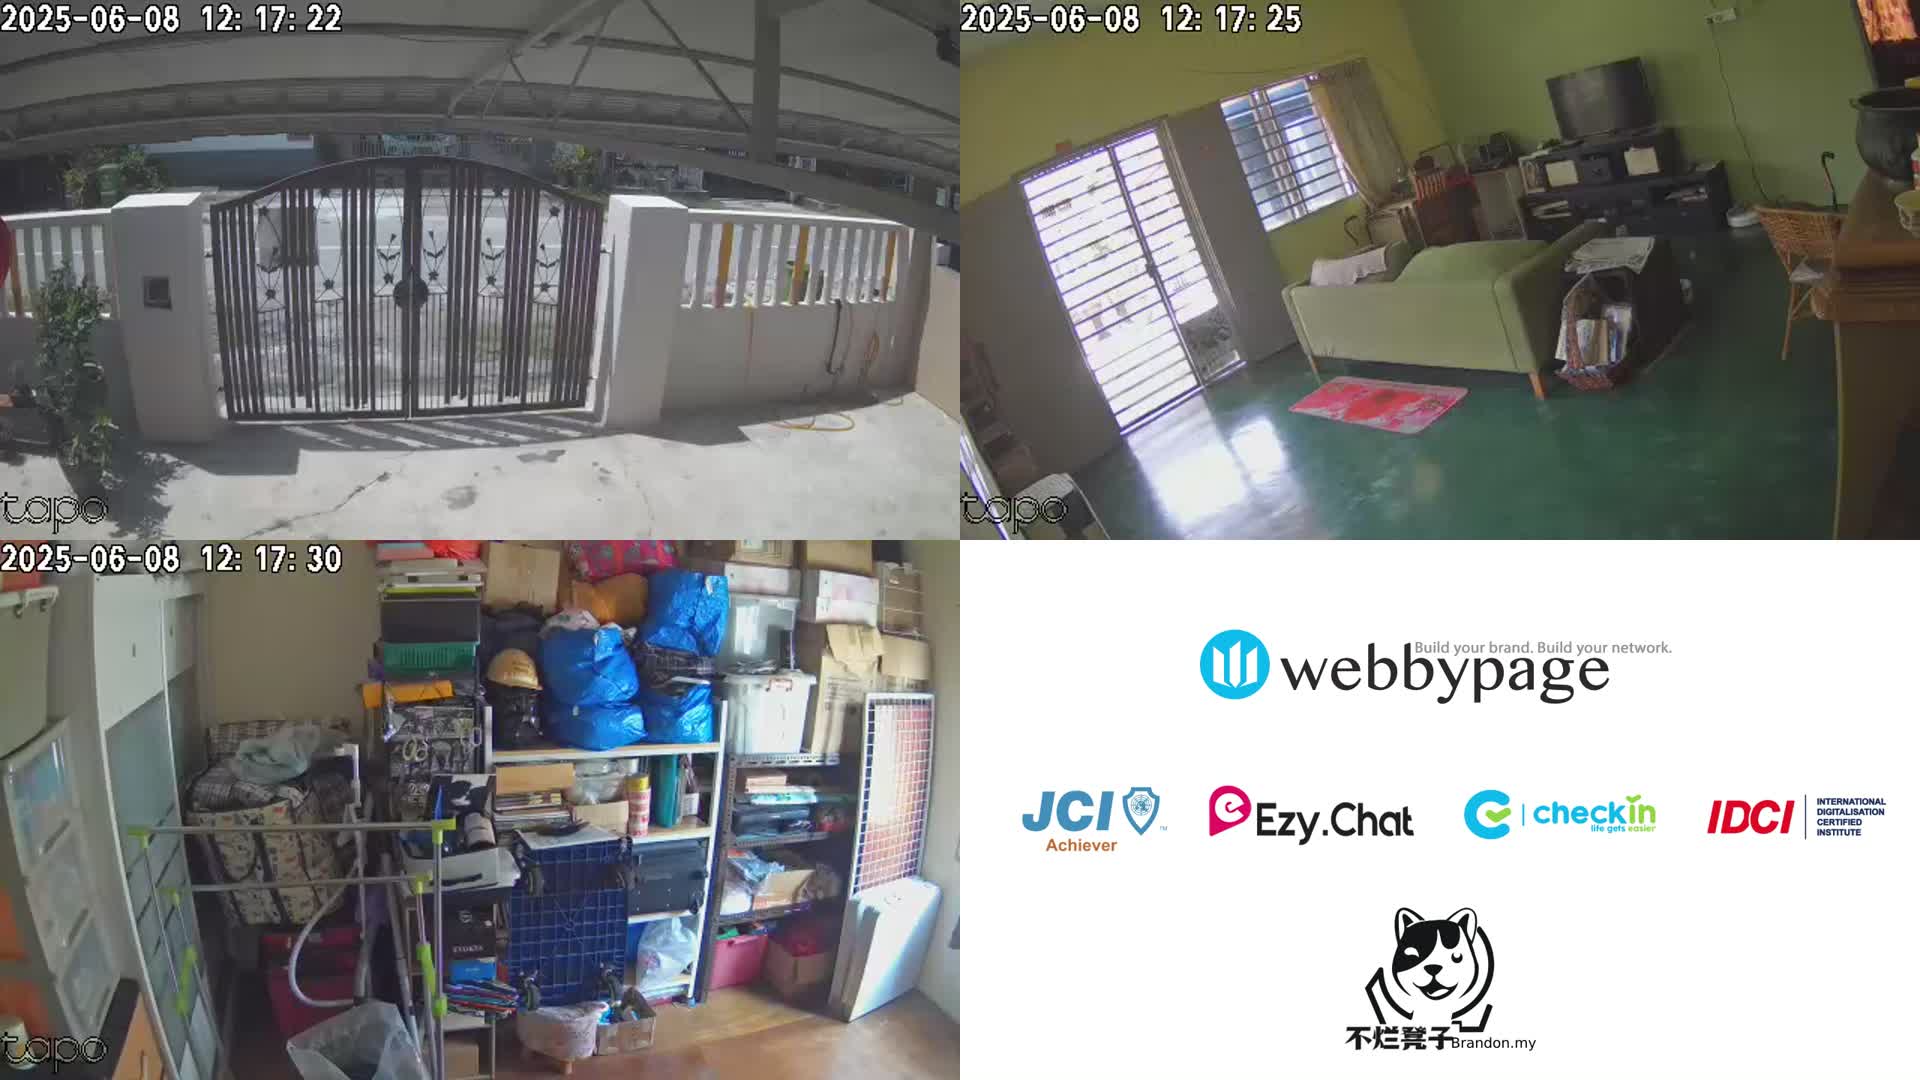 2025-06-08 12:17:22
tapo
2025-06-08 12:17:25
tapo
2025-06-08 12:17:30
tapo
Build your brand. Build your network.
webbypage
JCI
TM
Achiever
Ezy.Chat
checkin
life gets easier
IDCI
INTERNATIONAL
DIGITALISATION
CERTIFIED
INSTITUTE
不烂凳子
Brandon.my